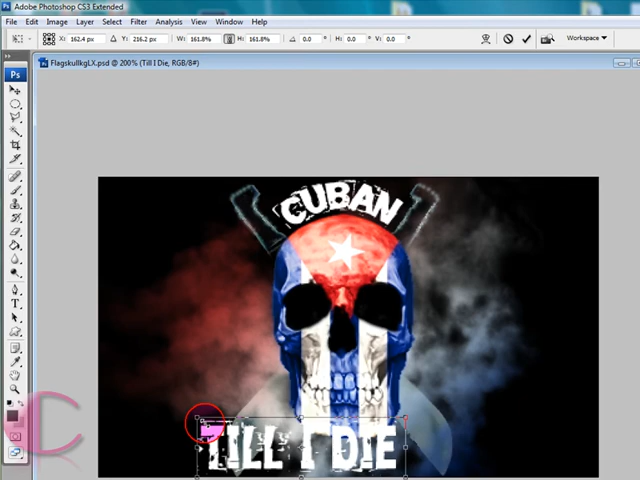 Adobe Photoshop CS3 Extended
File Edit Image Layer Select Filter Analysis View Window Help
X: 162.4 px Y: 216.2 px W: 161.8% H: 161.8% 0.0 ° H: 0.0 ° V: 0.0 ° Workspace
FlagskullkgLX.psd @ 200% (Till I Die, RGB/8#)
Ps
CUBAN
TILL I DIE